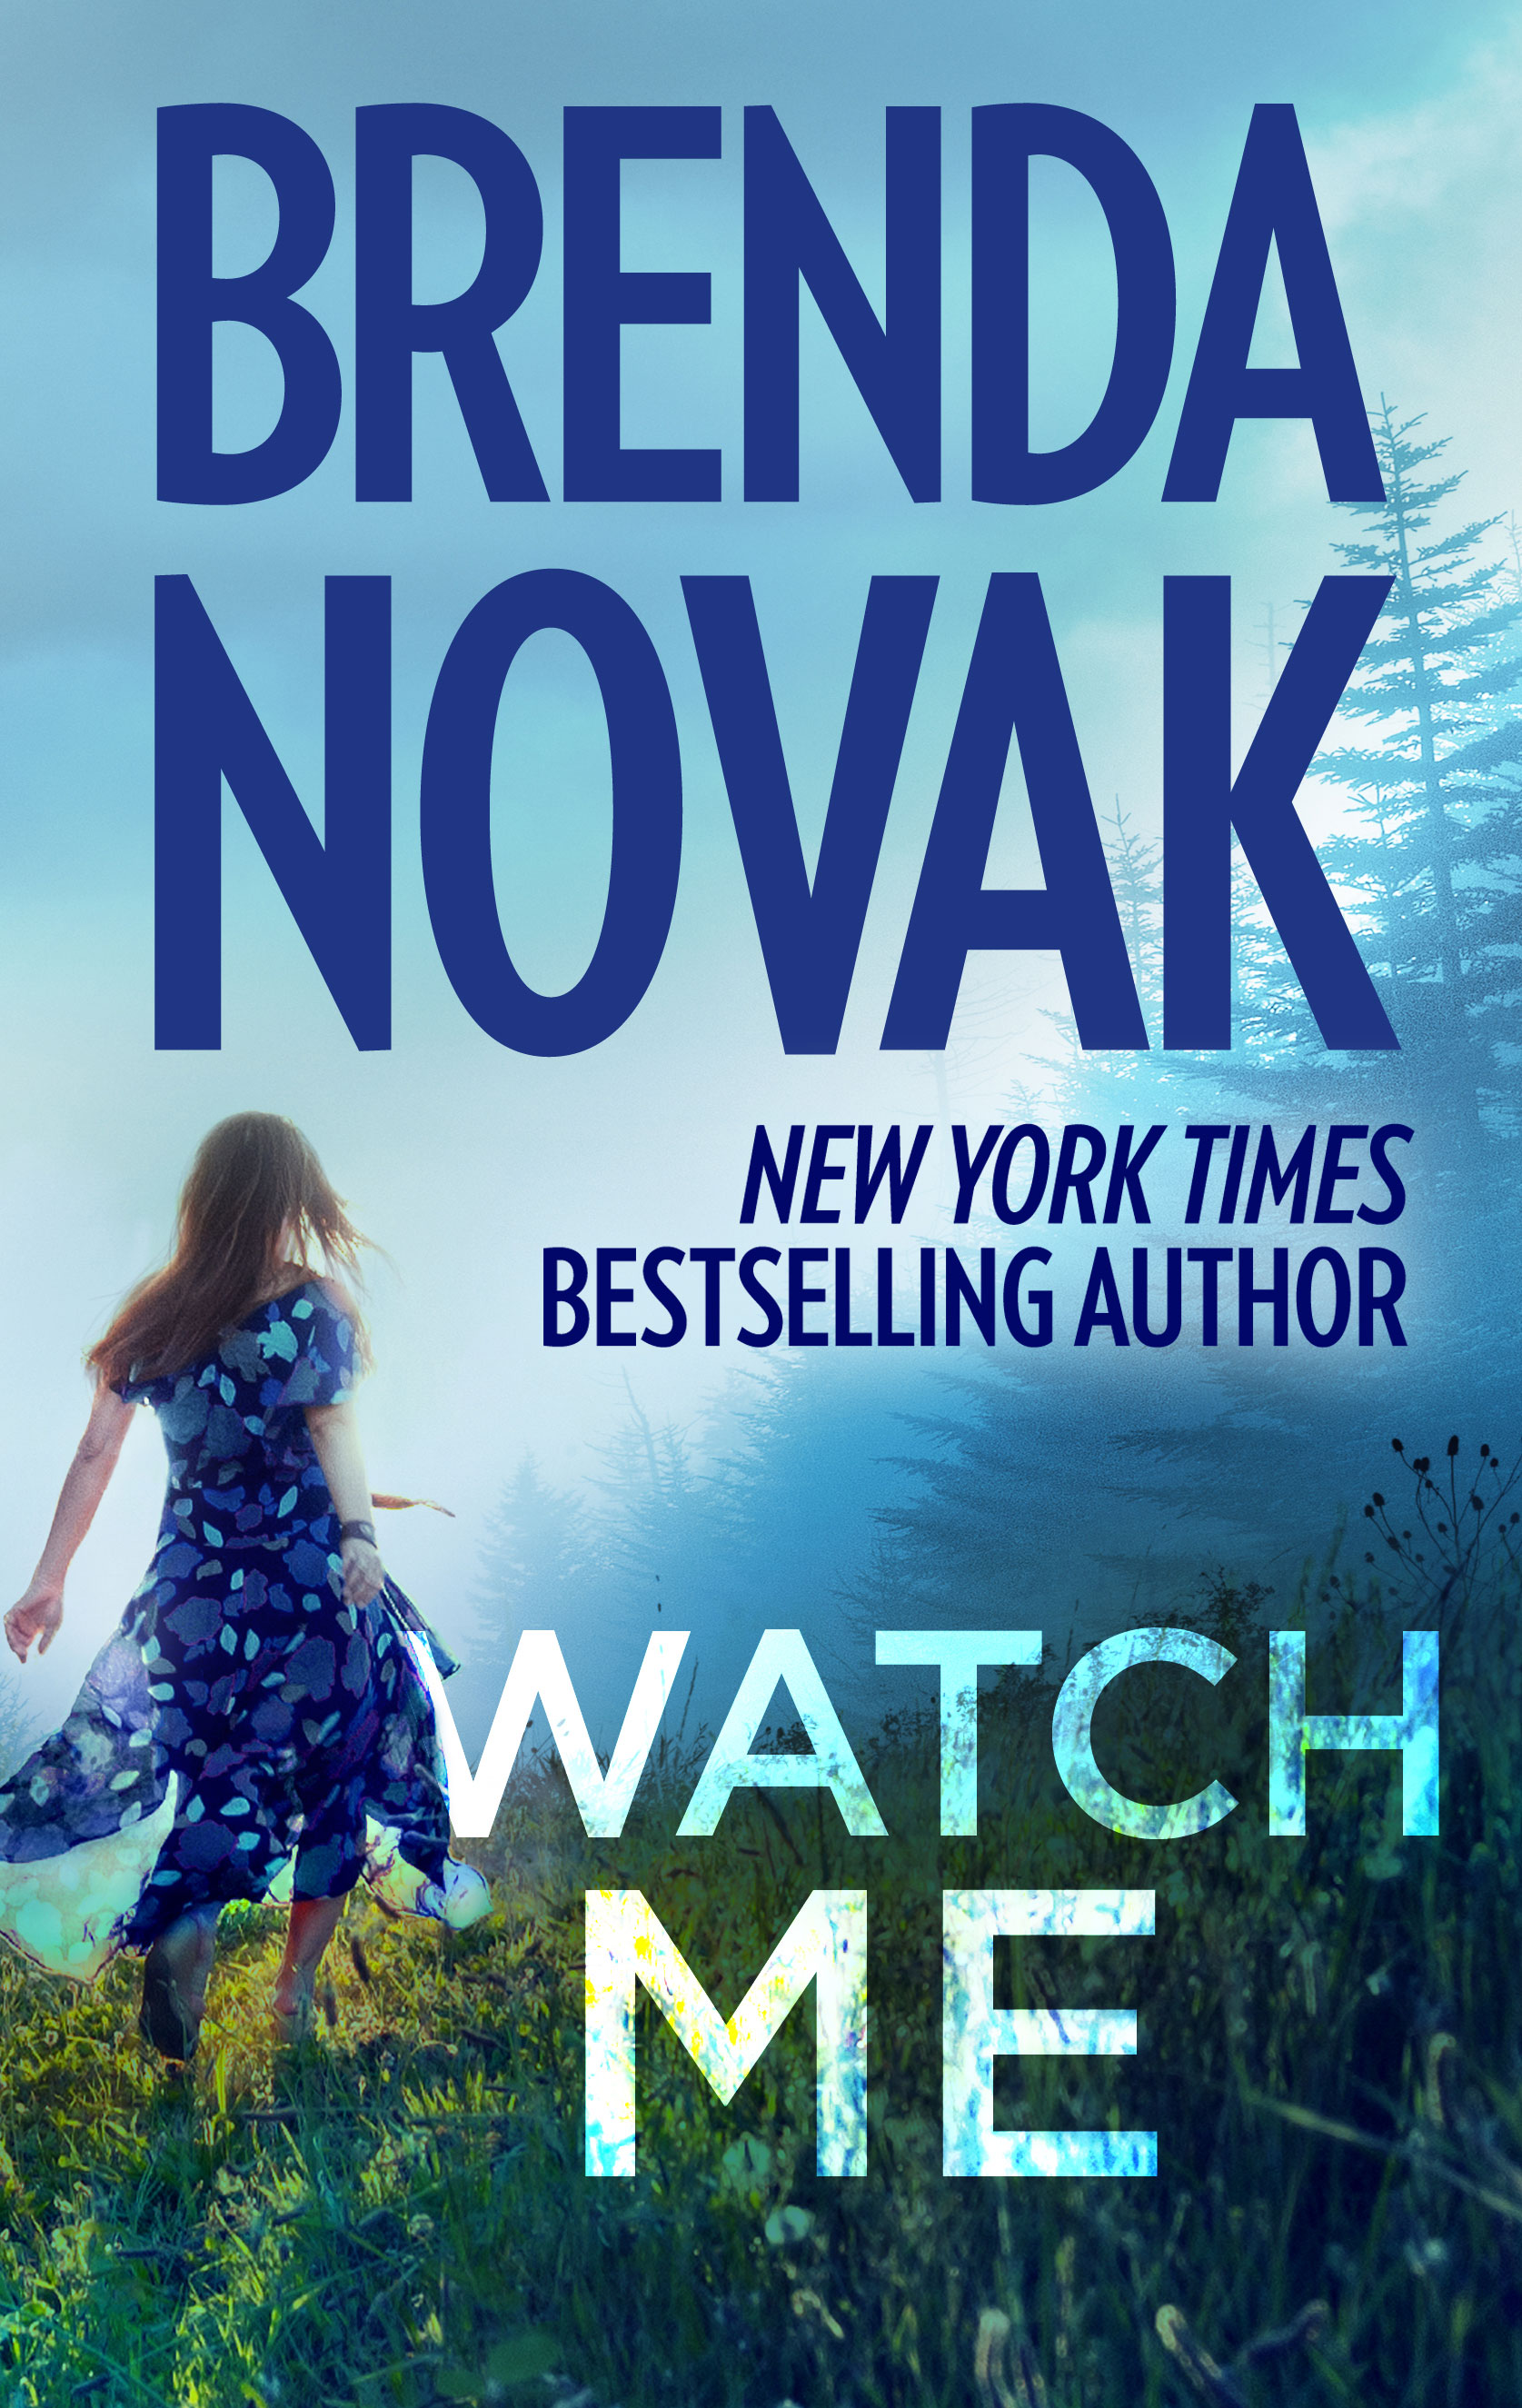 BRENDA
NOVAK
NEW YORK TIMES
BESTSELLING AUTHOR
WATCH
ME